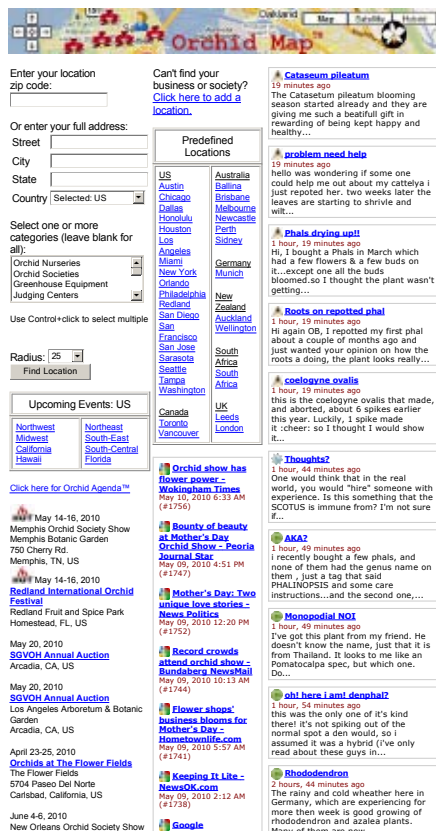 Oakland
Map
Satellite
Hybrid
Orchid Map
Enter your location
zip code:
Or enter your full address:
Street
City
State
Country Selected: US
Select one or more
categories (leave blank for
all):
Orchid Nurseries
Orchid Societies
Greenhouse Equipment
Judging Centers
Use Control+click to select multiple
Radius: 25
Find Location
Upcoming Events: US
Northwest
Midwest
California
Hawaii
Northeast
South-East
South-Central
Florida
Click here for Orchid Agenda™
May 14-16, 2010
Memphis Orchid Society Show
Memphis Botanic Garden
750 Cherry Rd.
Memphis, TN, US
May 14-16, 2010
Redland International Orchid
Festival
Redland Fruit and Spice Park
Homestead, FL, US
May 20, 2010
SGVOH Annual Auction
Arcadia, CA, US
May 20, 2010
SGVOH Annual Auction
Los Angeles Arboretum & Botanic
Garden
Arcadia, CA, US
April 23-25, 2010
Orchids at The Flower Fields
The Flower Fields
5704 Paseo Del Norte
Carlsbad, California, US
June 4-6, 2010
New Orleans Orchid Society Show
Can't find your
business or society?
Click here to add a
location.
Predefined
Locations
US
Austin
Chicago
Dallas
Honolulu
Houston
Los
Angeles
Miami
New York
Orlando
Philadelphia
Redland
San Diego
San
Francisco
San Jose
Sarasota
Seattle
Tampa
Washington
Canada
Toronto
Vancouver
Australia
Ballina
Brisbane
Melbourne
Newcastle
Perth
Sidney
Germany
Munich
New
Zealand
Auckland
Wellington
South
Africa
South
Africa
UK
Leeds
London
Orchid show has
flower power -
Wokingham Times
May 10, 2010 6:33 AM
(#1756)
Bounty of beauty
at Mother's Day
Orchid Show - Peoria
Journal Star
May 09, 2010 4:51 PM
(#1747)
Mother's Day: Two
unique love stories -
News Politics
May 09, 2010 12:20 PM
(#1752)
Record crowds
attend orchid show -
Bundaberg NewsMail
May 09, 2010 10:13 AM
(#1744)
Flower shops'
business blooms for
Mother's Day -
Hometownlife.com
May 09, 2010 5:57 AM
(#1741)
Keeping It Lite -
NewsOK.com
May 09, 2010 2:12 AM
(#1738)
Google
Cataseum pileatum
19 minutes ago
The Catasetum pileatum blooming
season started already and they are
giving me such a beatifull gift in
rewarding of being kept happy and
healthy...
problem need help
19 minutes ago
hello was wondering if some one
could help me out about my cattelya i
just repoted her. two weeks later the
leaves are starting to shrivle and
wilt...
Phals drying up!!
1 hour, 19 minutes ago
Hi, I bought a Phals in March which
had a few flowers & a few buds on
it...except one all the buds
bloomed.so I thought the plant wasn't
getting...
Roots on repotted phal
1 hour, 19 minutes ago
Hi again OB, I repotted my first phal
about a couple of months ago and
just wanted your opinion on how the
roots a doing, the plant looks really...
coelogyne ovalis
1 hour, 19 minutes ago
this is the coelogyne ovalis that made,
and aborted, about 6 spikes earlier
this year. Luckily, 1 spike made
it :cheer: so I thought I would show
it...
Thoughts?
1 hour, 44 minutes ago
One would think that in the real
world, you would "hire" someone with
experience. Is this something that the
SCOTUS is immune from? I'm not sure
if...
AKA?
1 hour, 49 minutes ago
i recently bought a few phals, and
none of them had the genus name on
them , just a tag that said
PHALINOPSIS and some care
instructions...and the second one,...
Monopodial NOI
1 hour, 49 minutes ago
I've got this plant from my friend. He
doesn't know the name, just that it is
from Thailand. It looks to me like an
Pomatocalpa spec, but which one.
Do...
oh! here i am! denphal?
1 hour, 54 minutes ago
this was the only one of it's kind
there! it's not spiking out of the
normal spot a den would, so i
assumed it was a hybrid (i've only
read about these guys in...
Rhododendron
2 hours, 44 minutes ago
The rainy and cold wheather here in
Germany, which are experiencing for
more then week is good growing of
rhododendron and azalea plants.
Many of them are now